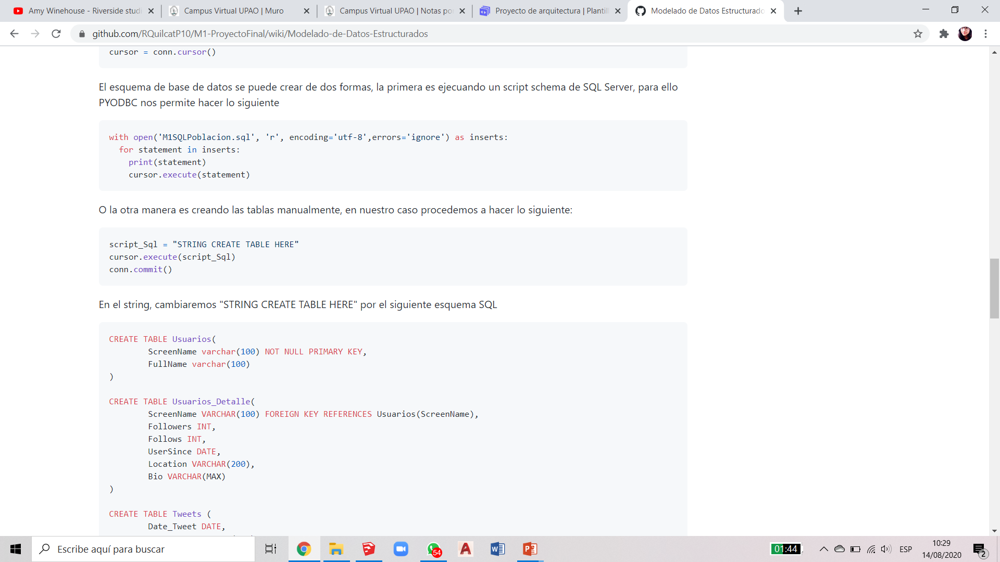 Amy Winehouse - Riverside studi
Campus Virtual UPAO | Muro
Campus Virtual UPAO | Notas po
Proyecto de arquitectura | Plantil
Modelado de Datos Estructurado
github.com/RQuilcatP10/M1-ProyectoFinal/wiki/Modelado-de-Datos-Estructurados
cursor = conn.cursor()
El esquema de base de datos se puede crear de dos formas, la primera es ejecuando un script schema de SQL Server, para ello
PYODBC nos permite hacer lo siguiente
with open('M1SQLPoblacion.sql', 'r', encoding='utf-8',errors='ignore') as inserts:
for statement in inserts:
print(statement)
cursor.execute(statement)
O la otra manera es creando las tablas manualmente, en nuestro caso procedemos a hacer lo siguiente:
script_Sql = "STRING CREATE TABLE HERE"
cursor.execute(script_Sql)
conn.commit()
En el string, cambiaremos "STRING CREATE TABLE HERE" por el siguiente esquema SQL
CREATE TABLE Usuarios(
ScreenName varchar(100) NOT NULL PRIMARY KEY,
FullName varchar(100)
)
CREATE TABLE Usuarios_Detalle(
ScreenName VARCHAR(100) FOREIGN KEY REFERENCES Usuarios(ScreenName),
Followers INT,
Follows INT,
UserSince DATE,
Location VARCHAR(200),
Bio VARCHAR(MAX)
)
CREATE TABLE Tweets (
Date_Tweet DATE,
Escribe aquí para buscar
54
01:44
ESP
10:29
14/08/2020
2